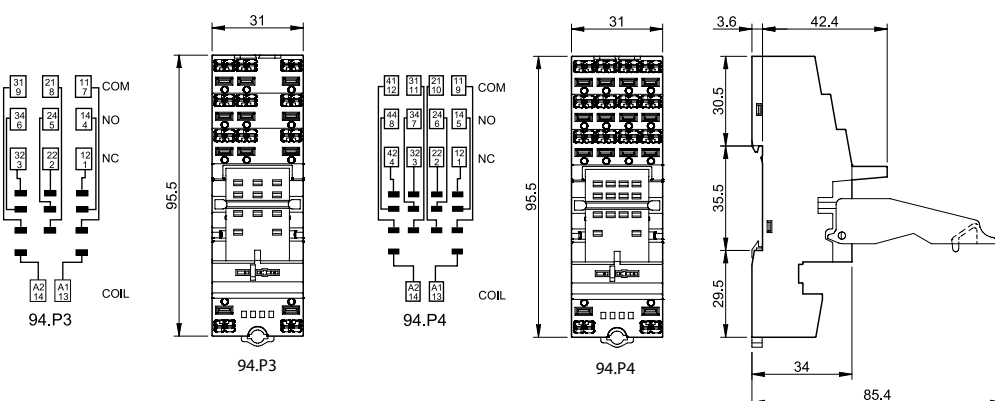 31
31
3.6
42.4
31 21 11
9 8 7
COM
34 24 14
6 5 4
NO
32 22 12
3 2 1
NC
A2 A1
14 13
COIL
94.P3
95.5
94.P3
41 31 21 11
12 11 10 9
COM
44 34 24 14
8 7 6 5
NO
42 32 22 12
4 3 2 1
NC
A2 A1
14 13
COIL
94.P4
95.5
94.P4
30.5
35.5
29.5
34
85.4